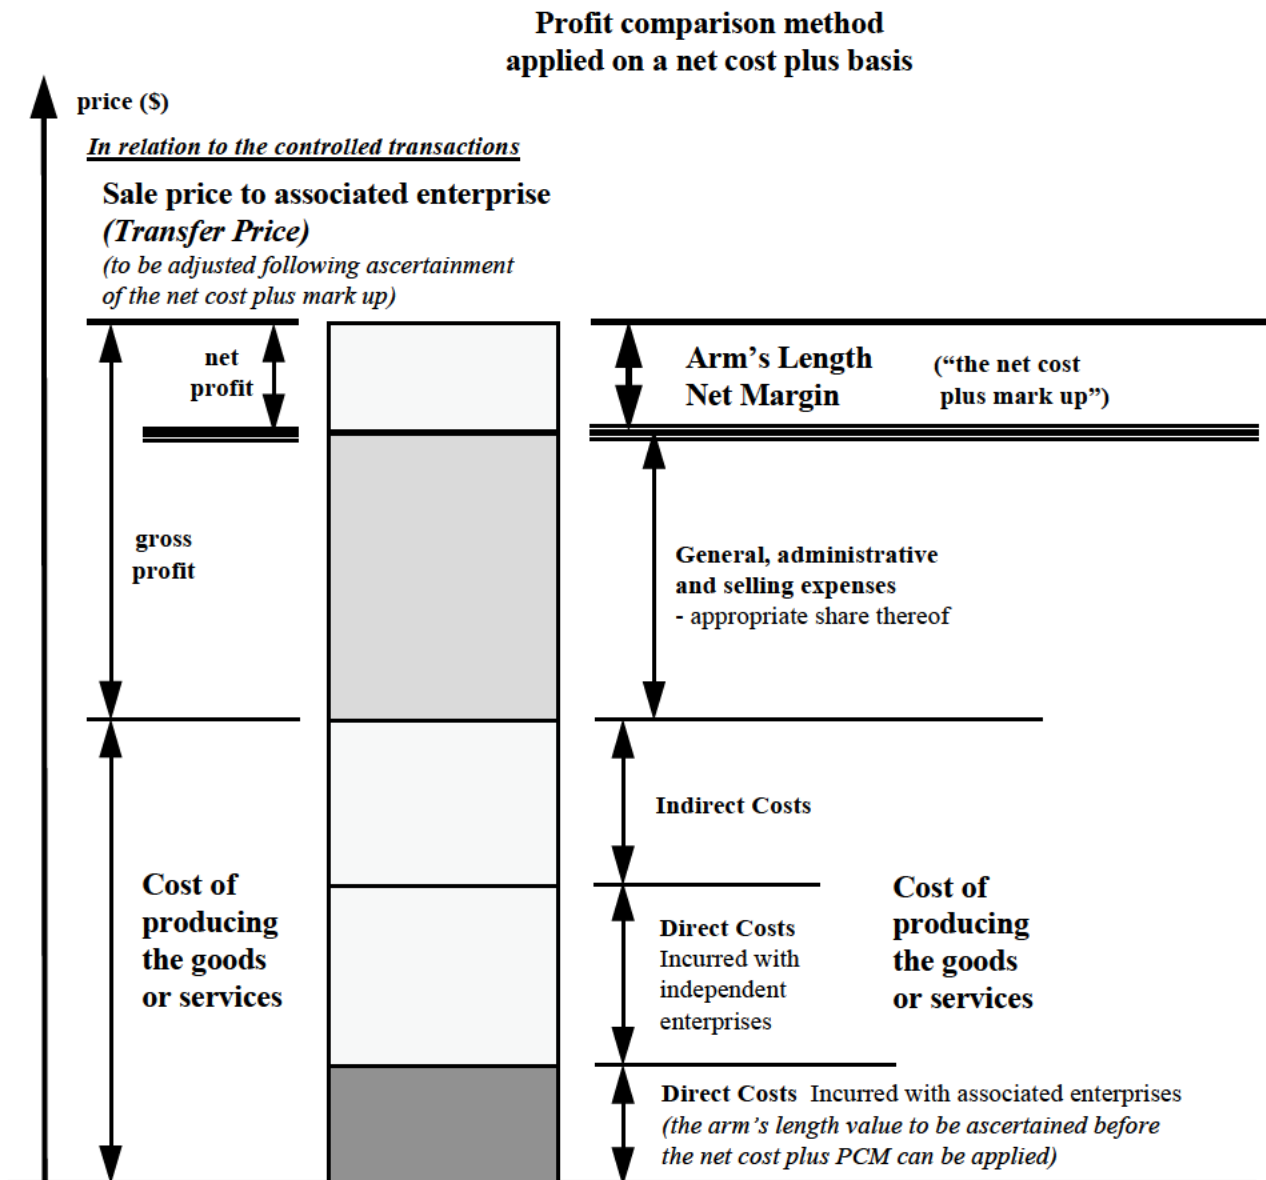 Profit comparison method
applied on a net cost plus basis
price ($)
In relation to the controlled transactions
Sale price to associated enterprise
(Transfer Price)
(to be adjusted following ascertainment
of the net cost plus mark up)
net
profit
Arm’s Length
Net Margin
(“the net cost
plus mark up”)
gross
profit
General, administrative
and selling expenses
- appropriate share thereof
Indirect Costs
Cost of
producing
the goods
or services
Direct Costs
Incurred with
independent
enterprises
Cost of
producing
the goods
or services
Direct Costs Incurred with associated enterprises
(the arm’s length value to be ascertained before
the net cost plus PCM can be applied)